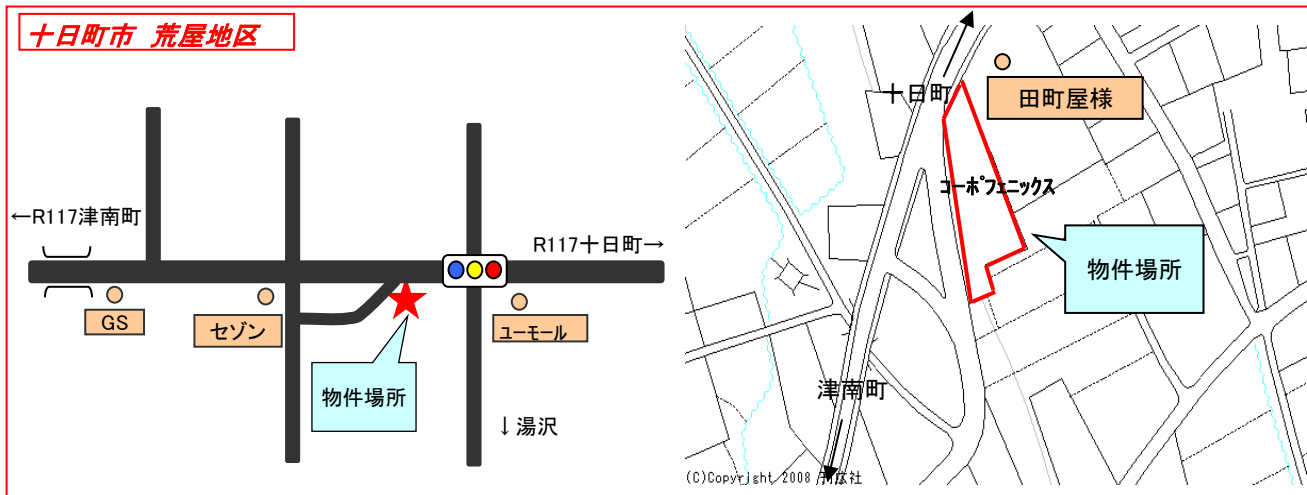 十日町市 荒屋地区
←R117津南町
R117十日町→
GS
セゾン
ユーモール
物件場所
↓湯沢
十日町
田町屋様
コーポフェニックス
物件場所
津南町
(C)Copyright 2008